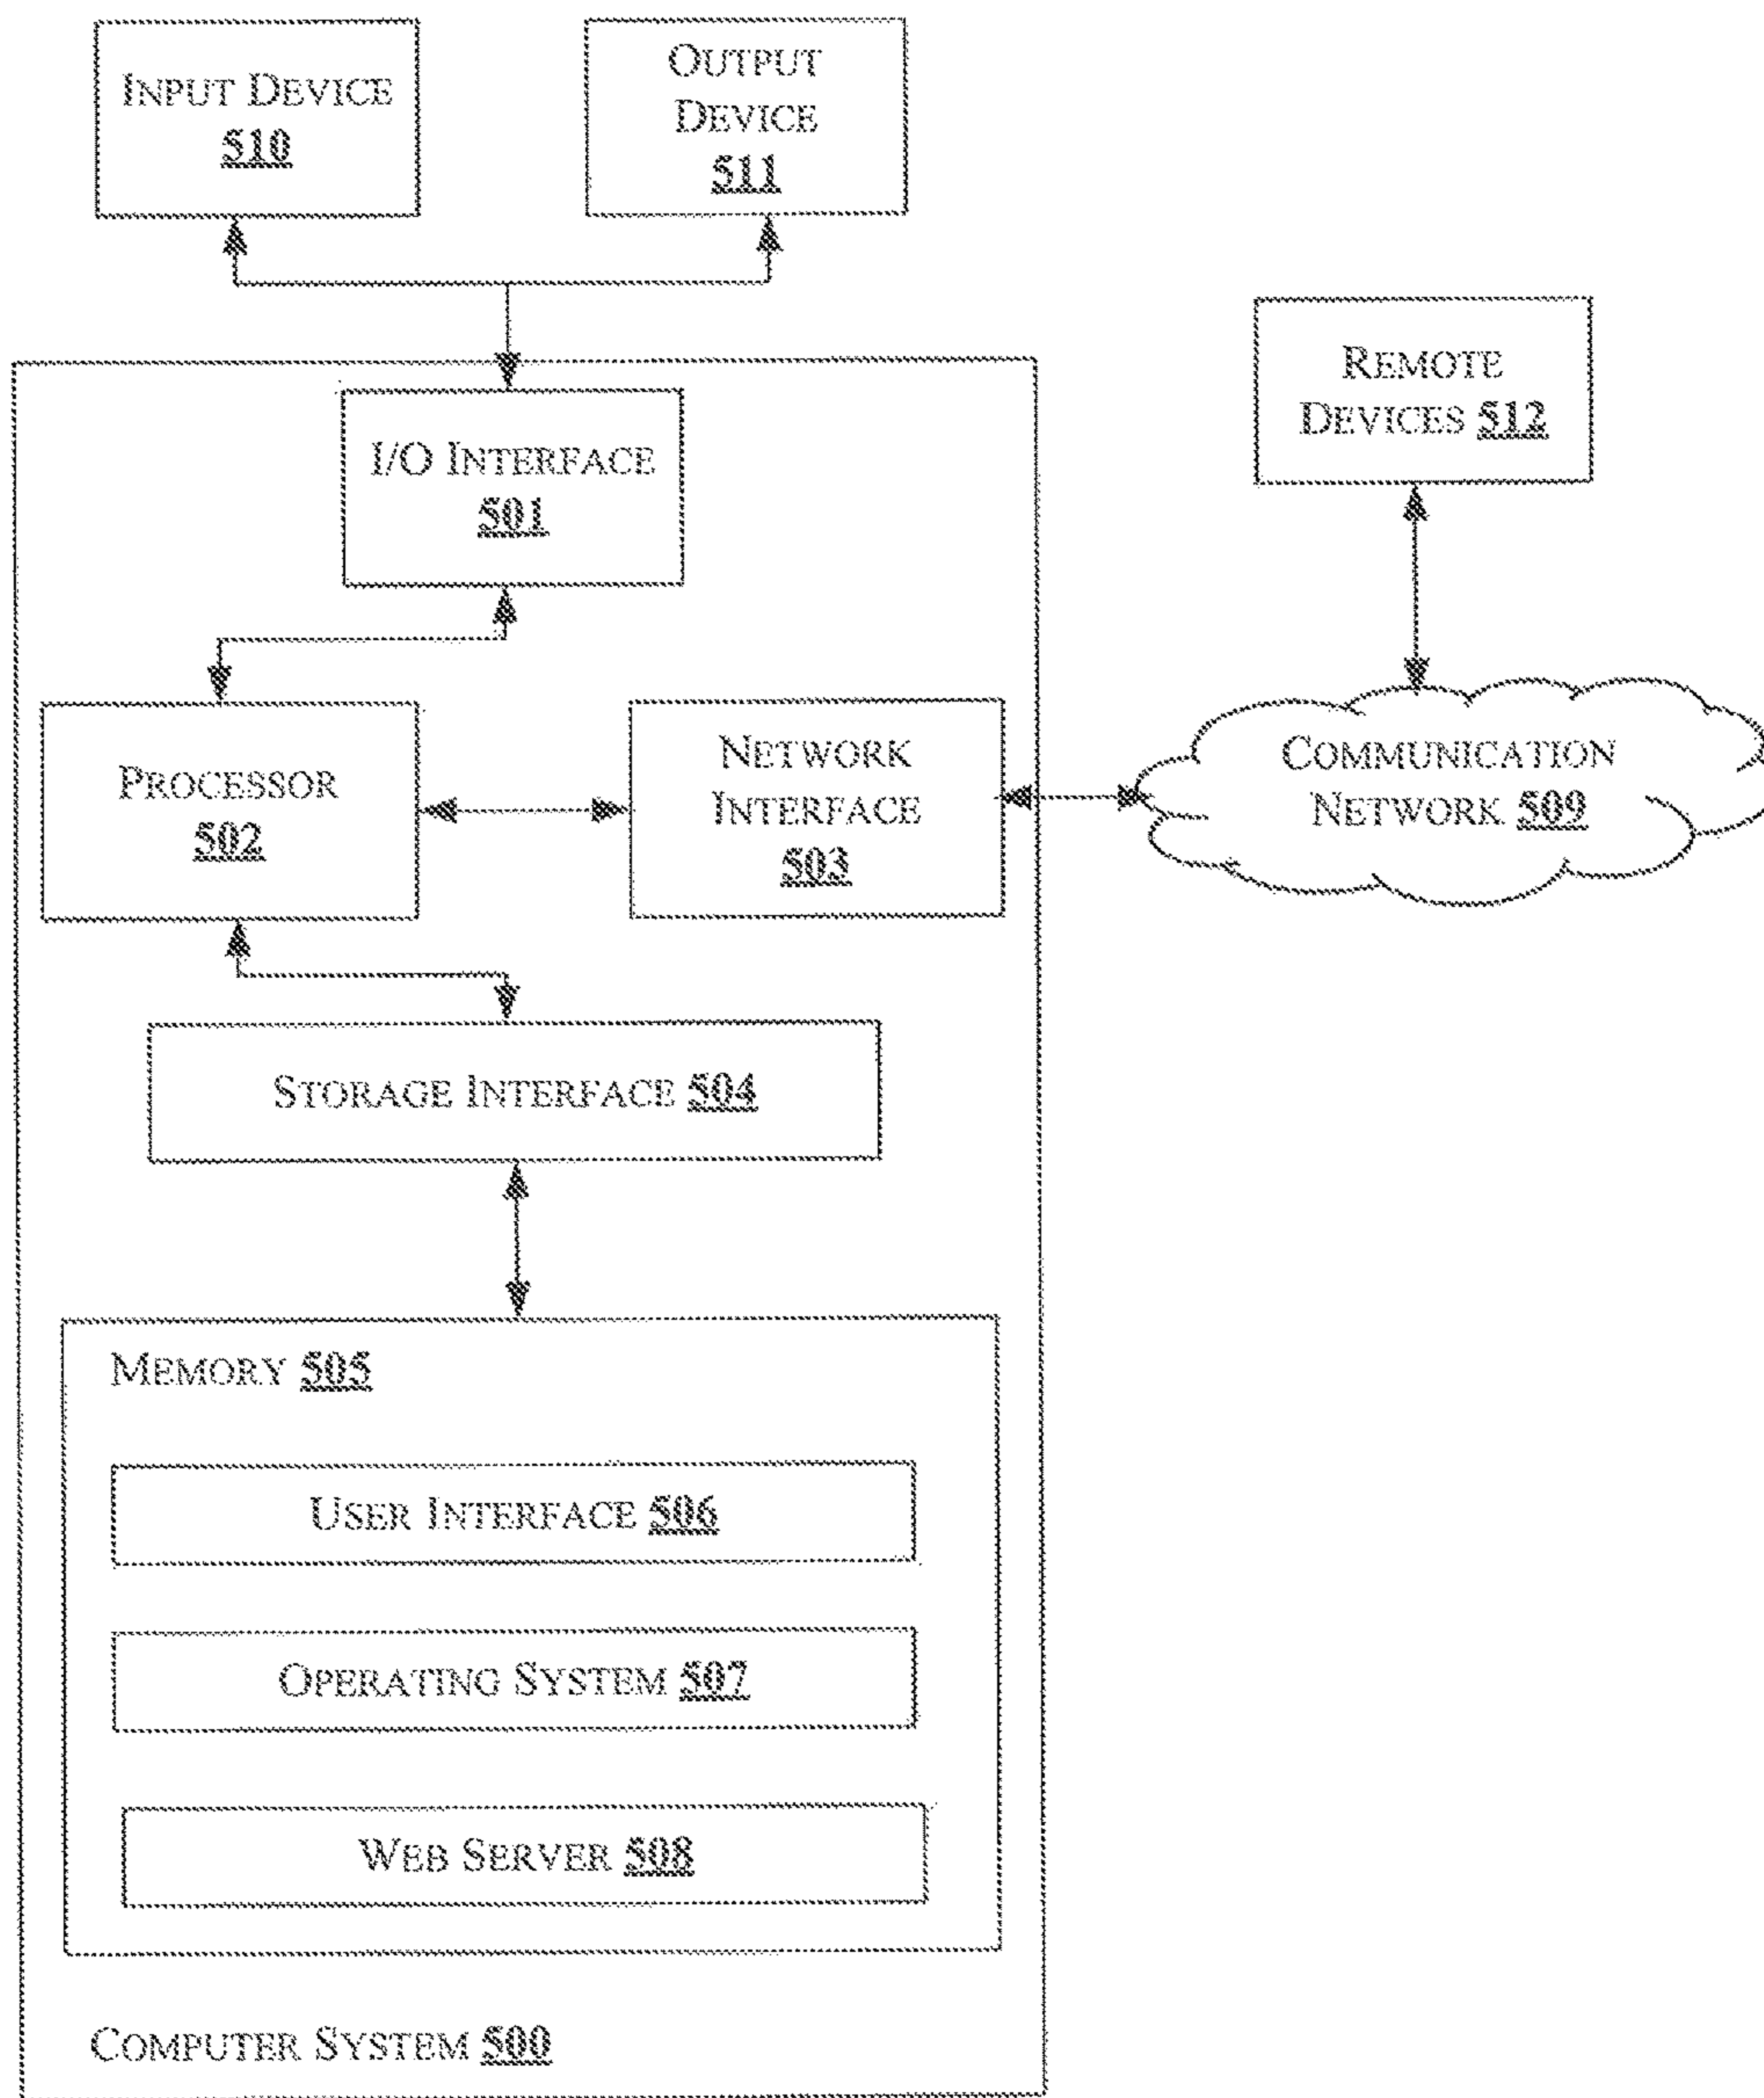 INPUT DEVICE
510
OUTPUT
DEVICE
511
I/O INTERFACE
501
REMOTE
DEVICES 512
PROCESSOR
502
NETWORK
INTERFACE
503
COMMUNICATION
NETWORK 509
STORAGE INTERFACE 504
MEMORY 505
USER INTERFACE 506
OPERATING SYSTEM 507
WEB SERVER 508
COMPUTER SYSTEM 500